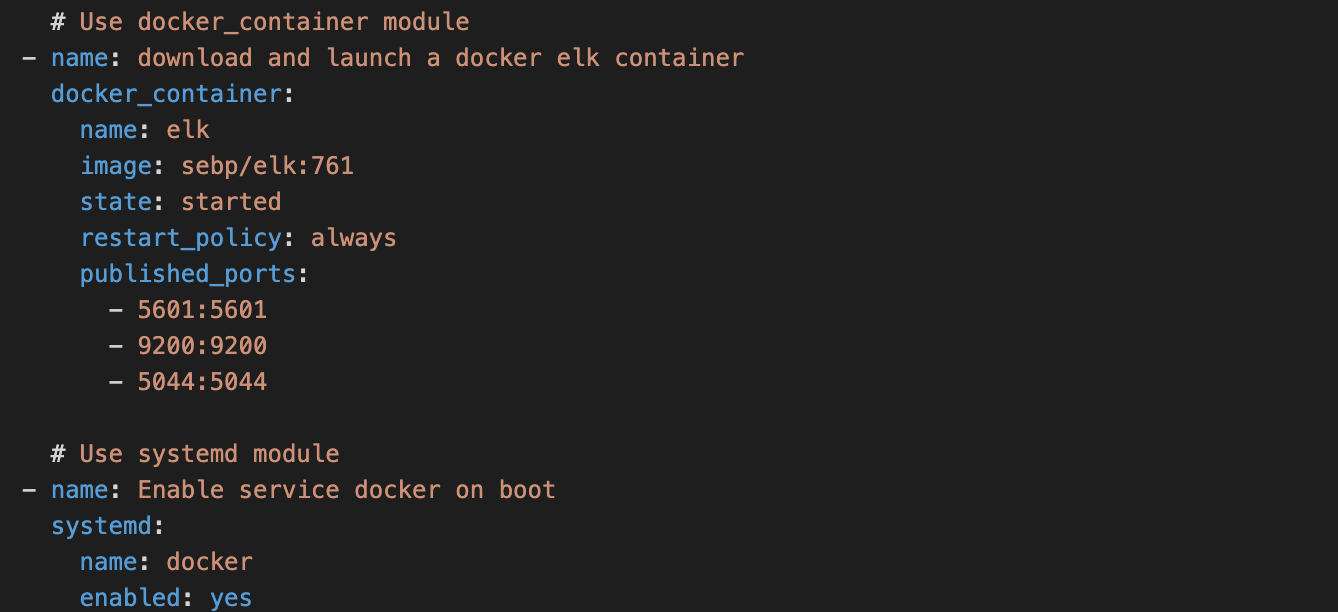 # Use docker_container module
- name: download and launch a docker elk container
  docker_container:
    name: elk
    image: sebp/elk:761
    state: started
    restart_policy: always
    published_ports:
      - 5601:5601
      - 9200:9200
      - 5044:5044

  # Use systemd module
- name: Enable service docker on boot
  systemd:
    name: docker
    enabled: yes